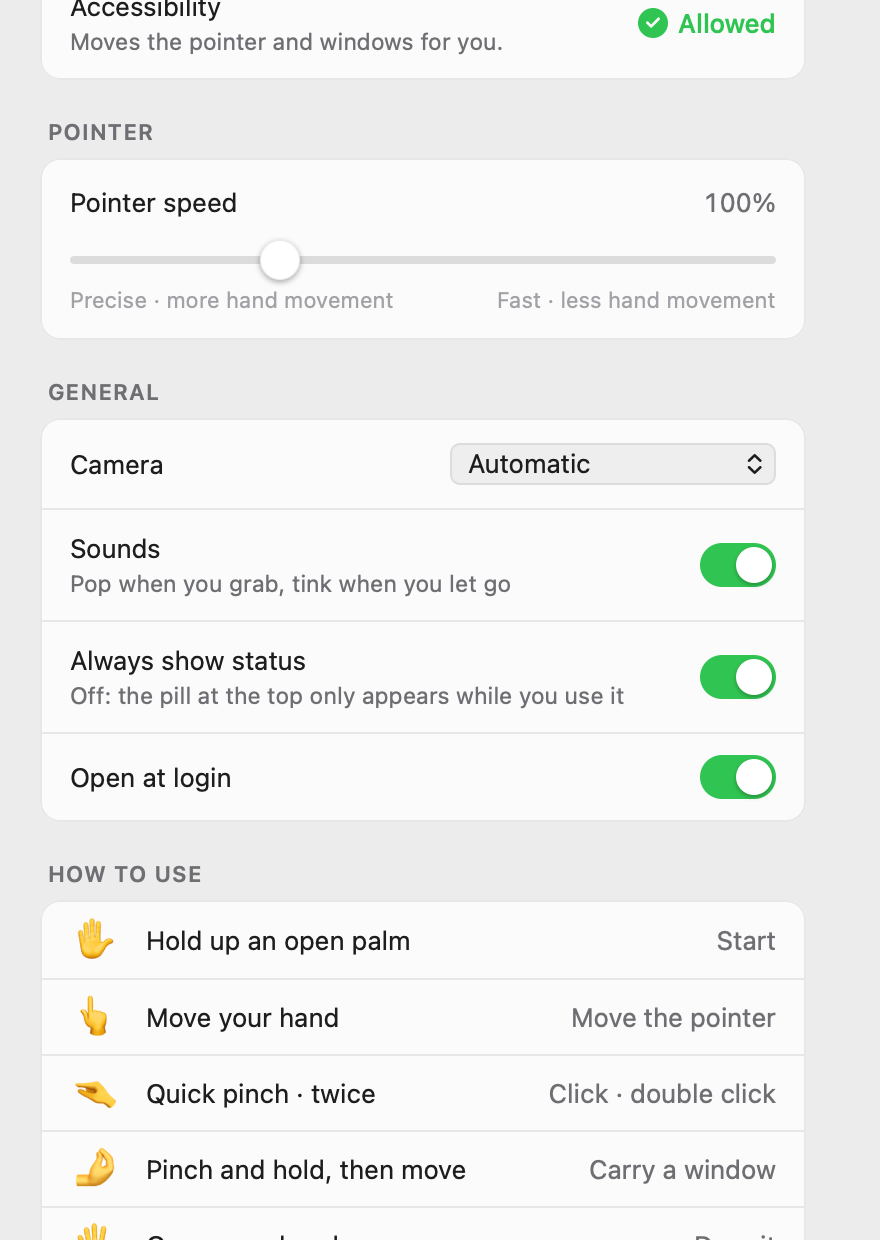 Accessibility
Moves the pointer and windows for you.
Allowed
POINTER
Pointer speed
100%
Precise · more hand movement
Fast · less hand movement
GENERAL
Camera
Automatic
Sounds
Pop when you grab, tink when you let go
Always show status
Off: the pill at the top only appears while you use it
Open at login
HOW TO USE
Hold up an open palm
Start
Move your hand
Move the pointer
Quick pinch · twice
Click · double click
Pinch and hold, then move
Carry a window